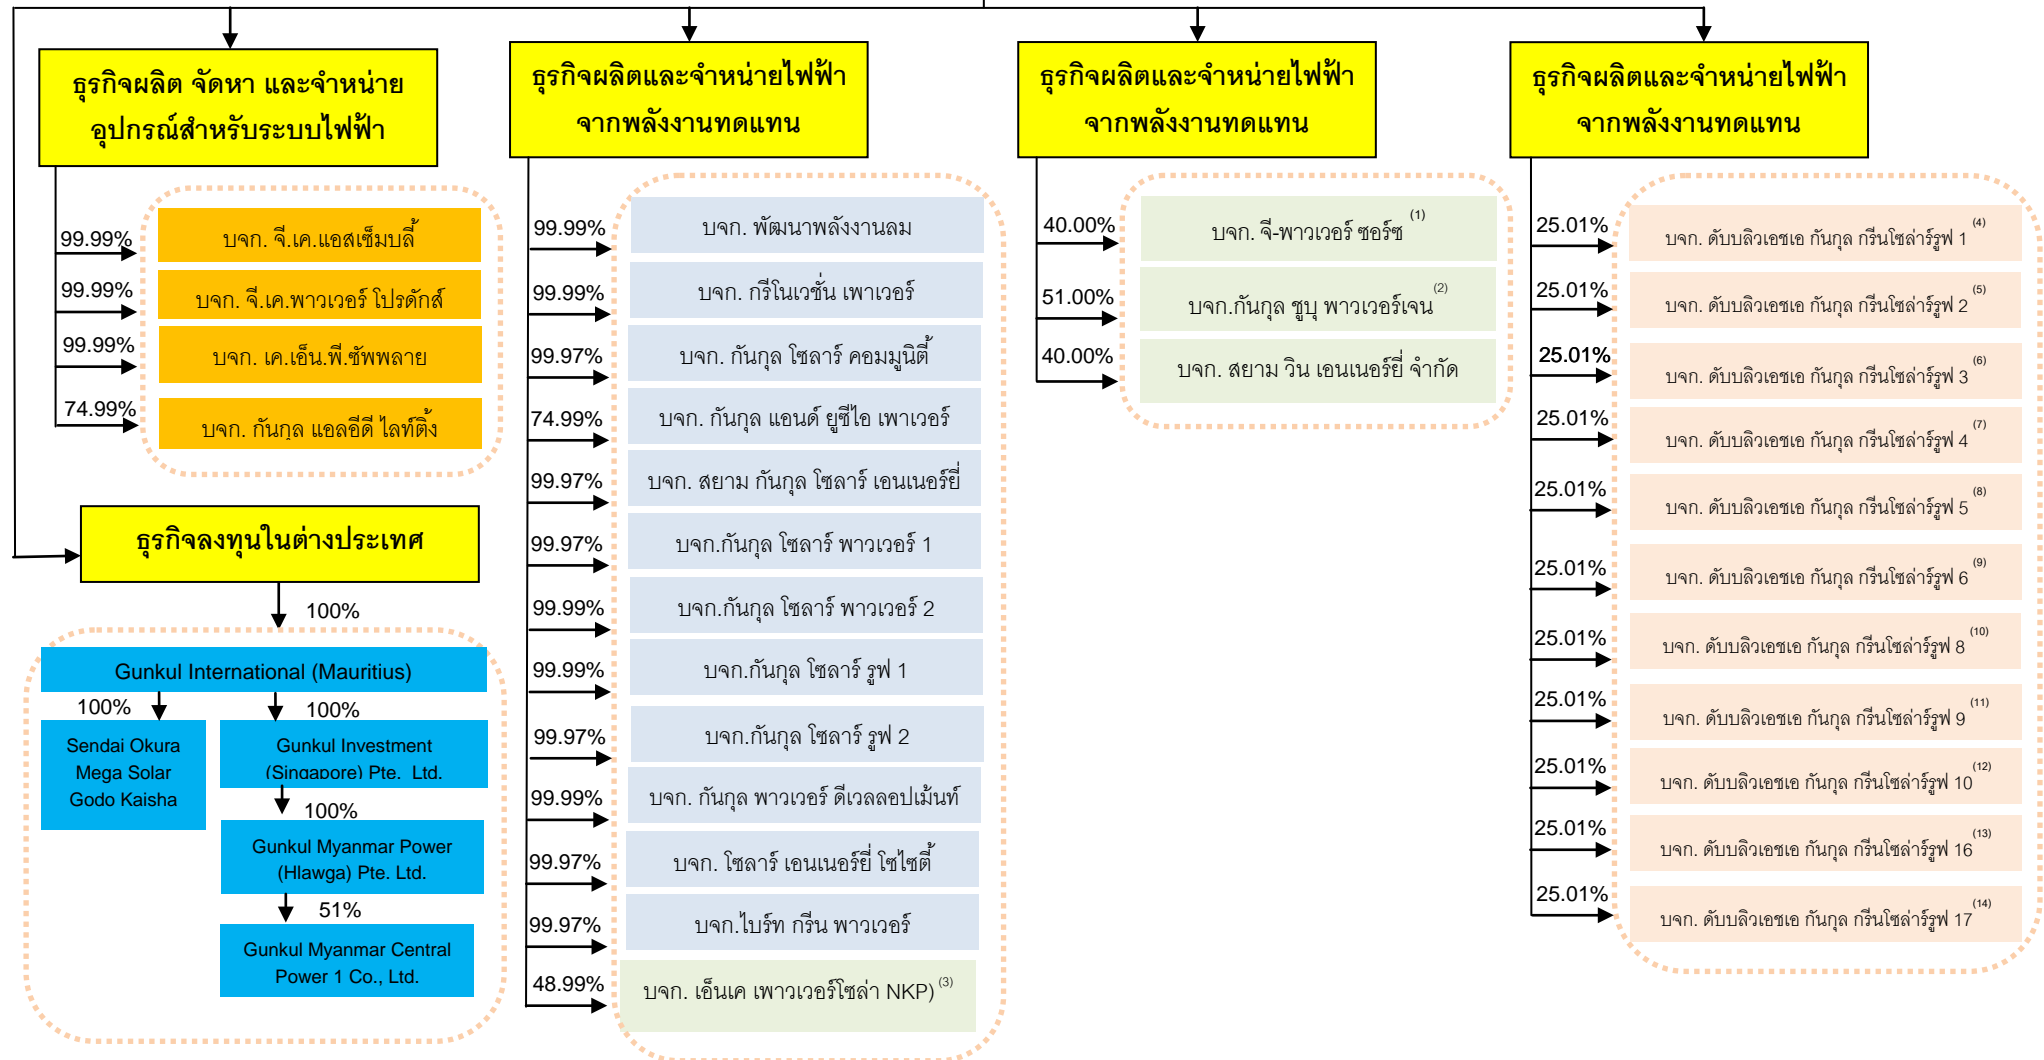 ธุรกิจผลิต จัดหา และจำหน่าย
อุปกรณ์สำหรับระบบไฟฟ้า
99.99%
บจก. จี.เค.แอสเซ็มบลี้
99.99%
บจก. จี.เค.พาวเวอร์ โปรดักส์
99.99%
บจก. เค.เอ็น.พี.ซัพพลาย
74.99%
บจก. กันกุล แอลอีดี ไลท์ติ้ง
ธุรกิจลงทุนในต่างประเทศ
100%
Gunkul International (Mauritius)
100%
100%
Sendai Okura
Mega Solar
Godo Kaisha
Gunkul Investment
(Singapore) Pte. Ltd.
100%
Gunkul Myanmar Power
(Hlawga) Pte. Ltd.
51%
Gunkul Myanmar Central
Power 1 Co., Ltd.
ธุรกิจผลิตและจำหน่ายไฟฟ้า
จากพลังงานทดแทน
99.99%
บจก. พัฒนาพลังงานลม
99.99%
บจก. กรีโนเวชั่น เพาเวอร์
99.97%
บจก. กันกุล โซลาร์ คอมมูนิตี้
74.99%
บจก. กันกุล แอนด์ ยูซีไอ เพาเวอร์
99.97%
บจก. สยาม กันกุล โซลาร์ เอนเนอร์ยี่
99.97%
บจก.กันกุล โซลาร์ พาวเวอร์ 1
99.99%
บจก.กันกุล โซลาร์ พาวเวอร์ 2
99.99%
บจก.กันกุล โซลาร์ รูฟ 1
99.97%
บจก.กันกุล โซลาร์ รูฟ 2
99.99%
บจก. กันกุล พาวเวอร์ ดีเวลลอปเม้นท์
99.97%
บจก. โซลาร์ เอนเนอร์ยี่ โซไซตี้
99.97%
บจก.ไบร์ท กรีน พาวเวอร์
48.99%
บจก. เอ็นเค เพาวเวอร์โซล่า NKP) (3)
ธุรกิจผลิตและจำหน่ายไฟฟ้า
จากพลังงานทดแทน
40.00%
บจก. จี-พาวเวอร์ ซอร์ซ (1)
51.00%
บจก.กันกุล ชูบุ พาวเวอร์เจน (2)
40.00%
บจก. สยาม วิน เอนเนอร์ยี่ จำกัด
ธุรกิจผลิตและจำหน่ายไฟฟ้า
จากพลังงานทดแทน
25.01%
บจก. ดับบลิวเอชเอ กันกุล กรีนโซล่าร์รูฟ 1 (4)
25.01%
บจก. ดับบลิวเอชเอ กันกุล กรีนโซล่าร์รูฟ 2 (5)
25.01%
บจก. ดับบลิวเอชเอ กันกุล กรีนโซล่าร์รูฟ 3 (6)
25.01%
บจก. ดับบลิวเอชเอ กันกุล กรีนโซล่าร์รูฟ 4 (7)
25.01%
บจก. ดับบลิวเอชเอ กันกุล กรีนโซล่าร์รูฟ 5 (8)
25.01%
บจก. ดับบลิวเอชเอ กันกุล กรีนโซล่าร์รูฟ 6 (9)
25.01%
บจก. ดับบลิวเอชเอ กันกุล กรีนโซล่าร์รูฟ 8 (10)
25.01%
บจก. ดับบลิวเอชเอ กันกุล กรีนโซล่าร์รูฟ 9 (11)
25.01%
บจก. ดับบลิวเอชเอ กันกุล กรีนโซล่าร์รูฟ 10 (12)
25.01%
บจก. ดับบลิวเอชเอ กันกุล กรีนโซล่าร์รูฟ 16 (13)
25.01%
บจก. ดับบลิวเอชเอ กันกุล กรีนโซล่าร์รูฟ 17 (14)